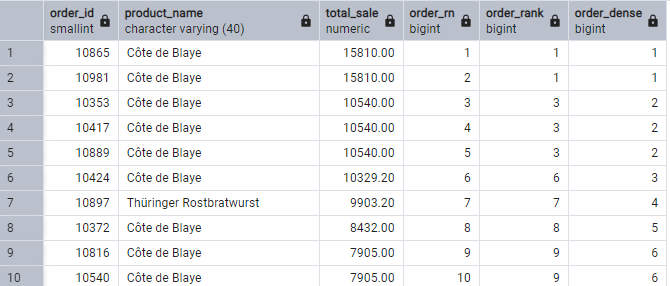 order_id product_name total_sale order_rn order_rank order_dense
smallint character varying (40) numeric bigint bigint bigint
1 10865 Côte de Blaye 15810.00 1 1 1
2 10981 Côte de Blaye 15810.00 2 1 1
3 10353 Côte de Blaye 10540.00 3 3 2
4 10417 Côte de Blaye 10540.00 4 3 2
5 10889 Côte de Blaye 10540.00 5 3 2
6 10424 Côte de Blaye 10329.20 6 6 3
7 10897 Thüringer Rostbratwurst 9903.20 7 7 4
8 10372 Côte de Blaye 8432.00 8 8 5
9 10816 Côte de Blaye 7905.00 9 9 6
10 10540 Côte de Blaye 7905.00 10 9 6